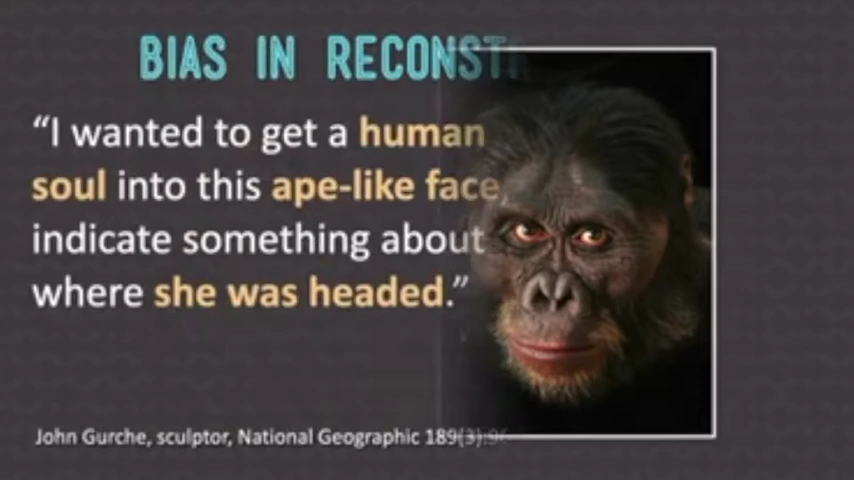 BIAS IN
“I wanted to get a human
soul into this ape-like face
indicate something about
where she was headed.”
John Gurche, sculptor, National Geographic 189(3):